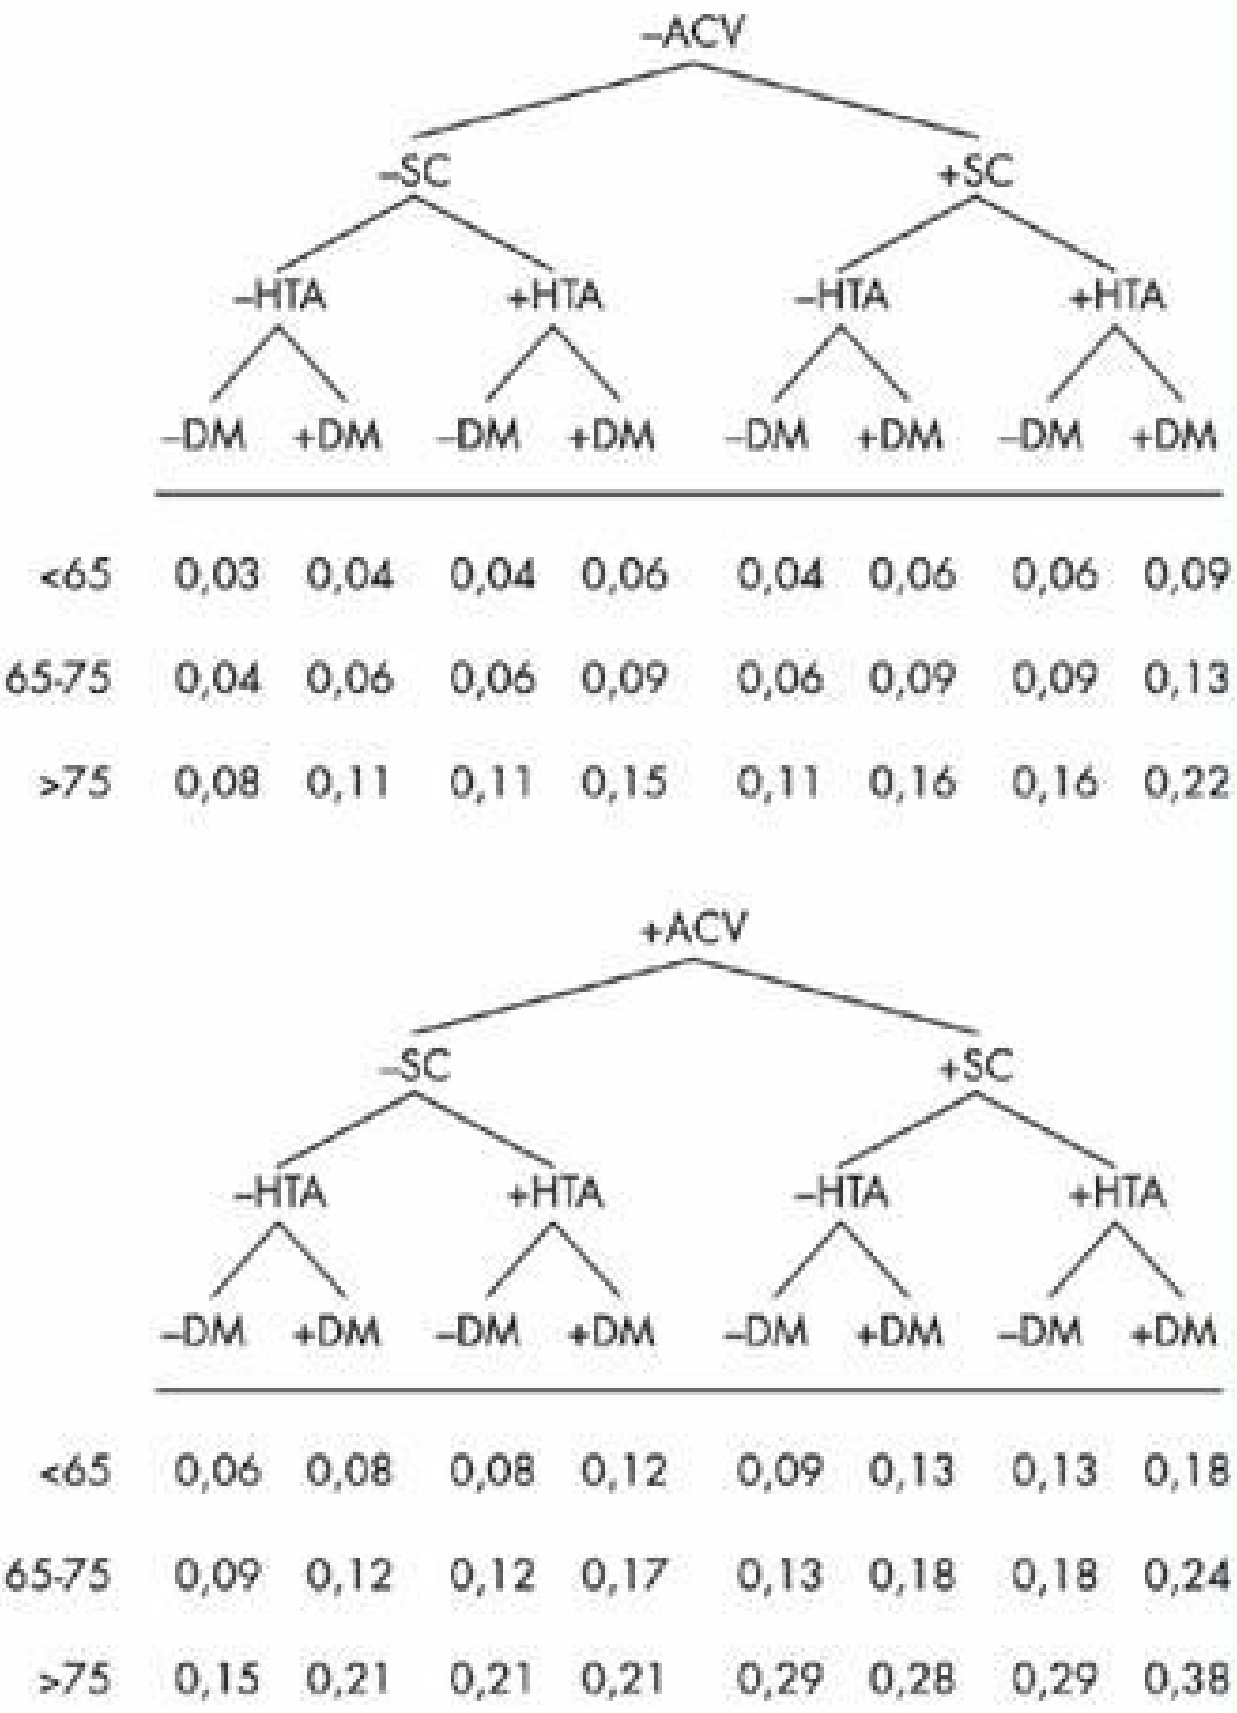 –ACV
–SC +SC
–HTA +HTA –HTA +HTA
–DM +DM –DM +DM –DM +DM –DM +DM
<65 0,03 0,04 0,04 0,06 0,04 0,06 0,06 0,09
65-75 0,04 0,06 0,06 0,09 0,06 0,09 0,09 0,13
>75 0,08 0,11 0,11 0,15 0,11 0,16 0,16 0,22
+ACV
–SC +SC
–HTA +HTA –HTA +HTA
–DM +DM –DM +DM –DM +DM –DM +DM
<65 0,06 0,08 0,08 0,12 0,09 0,13 0,13 0,18
65-75 0,09 0,12 0,12 0,17 0,13 0,18 0,18 0,24
>75 0,15 0,21 0,21 0,21 0,29 0,28 0,29 0,38